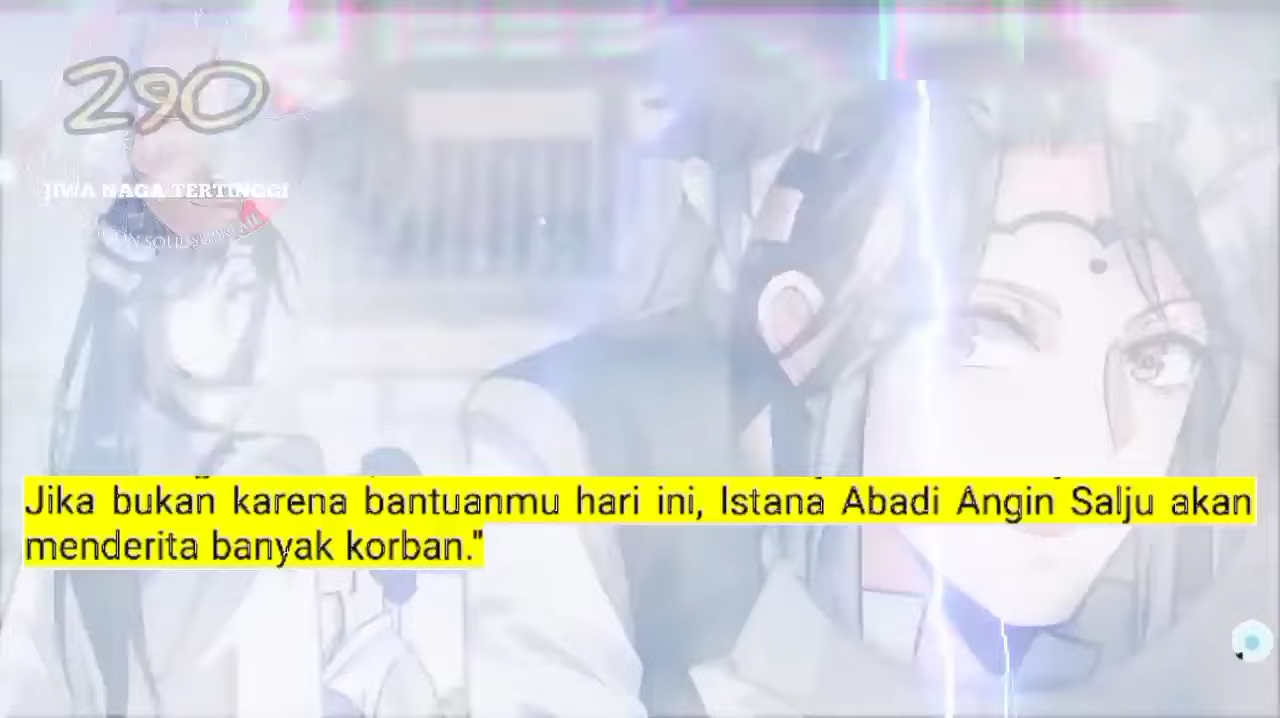 290
JIWA NAGA TERTINGGI
Jika bukan karena bantuanmu hari ini, Istana Abadi Angin Salju akan
menderita banyak korban."